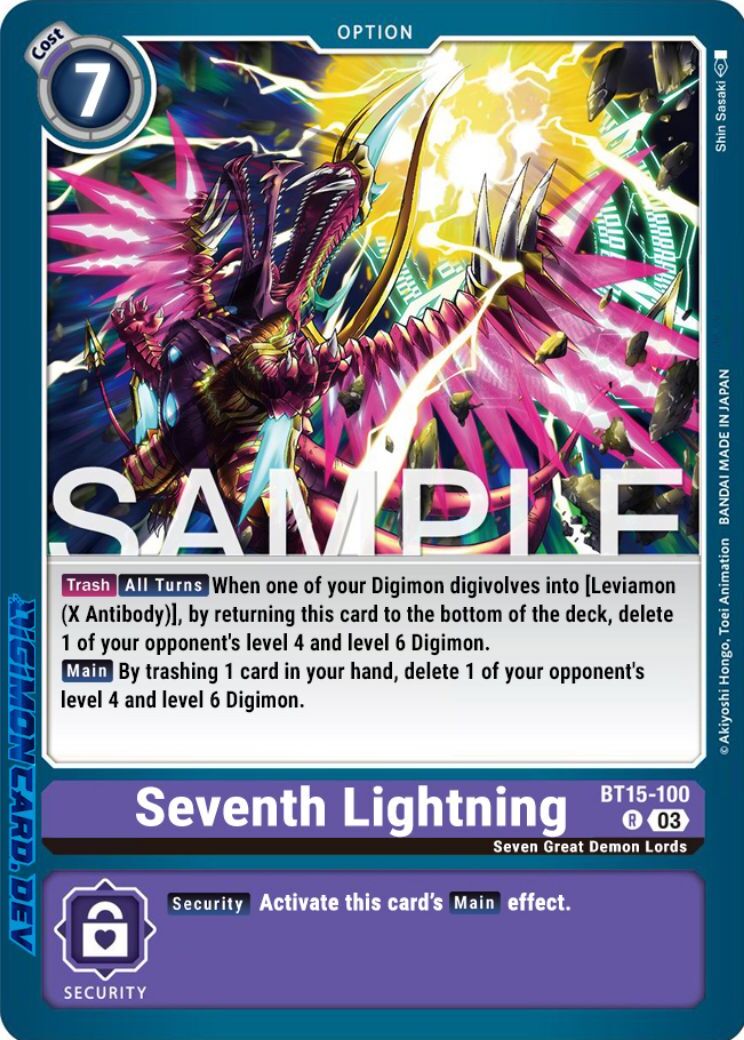 OPTION
Cost
7
Shin Sasaki
SAMPLE
Trash All Turns When one of your Digimon digivolves into [Leviamon
(X Antibody)], by returning this card to the bottom of the deck, delete
1 of your opponent's level 4 and level 6 Digimon.
Main By trashing 1 card in your hand, delete 1 of your opponent's
level 4 and level 6 Digimon.
© Akiyoshi Hongo, Toei Animation BANDAI MADE IN JAPAN
DIGIMONCARD.DEV
Seventh Lightning
BT15-100
R 03
Seven Great Demon Lords
Security Activate this card's Main effect.
SECURITY